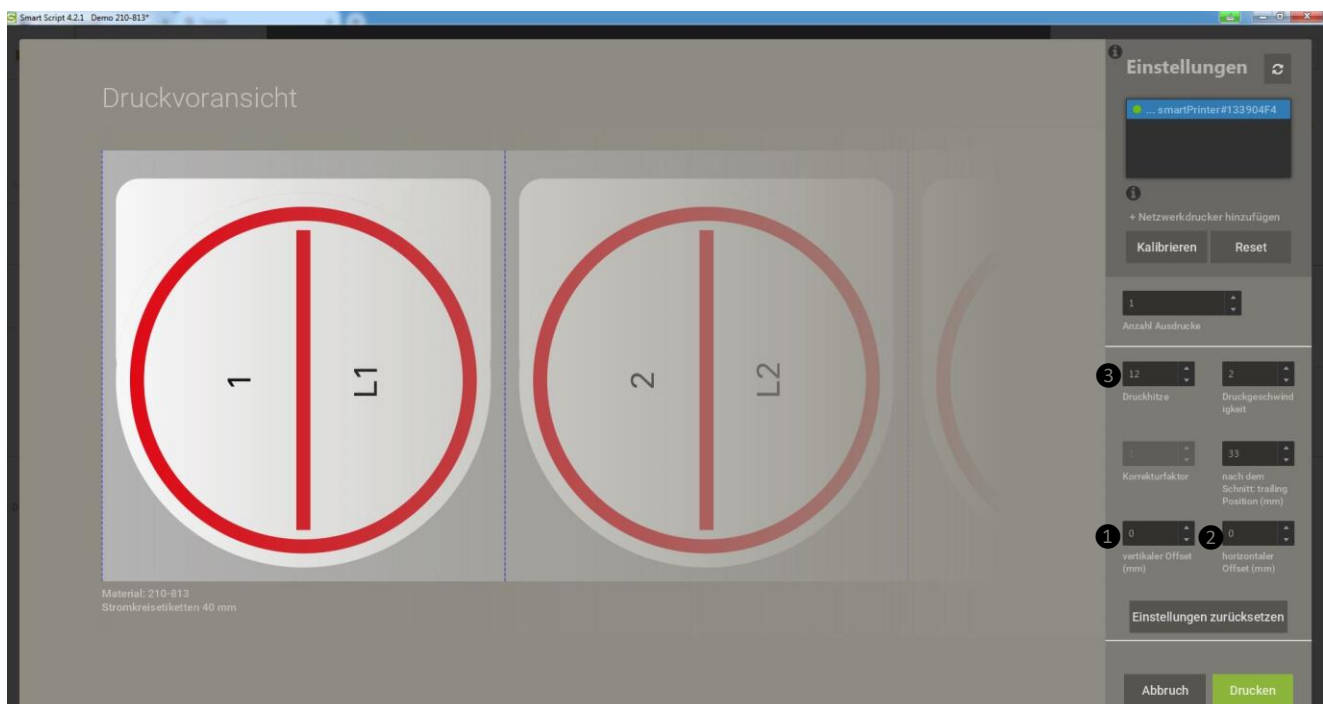 Smart Script 4.2.1 Demo 210-813*
Druckvoransicht
1
L1
2
L2
Material: 210-813
Stromkreisetiketten 40 mm
Einstellungen
... smartPrinter#133904F4
+ Netzwerkdrucker hinzufügen
Kalibrieren Reset
1
Anzahl Ausdrucke
3 12 2
Druckhitze Druckgeschwind
igkeit
1 33
Korrekturfaktor nach dem
Schnitt: trailing
Position (mm)
1 0 2 0
vertikaler Offset horizontaler
(mm) Offset (mm)
Einstellungen zurücksetzen
Abbruch Drucken